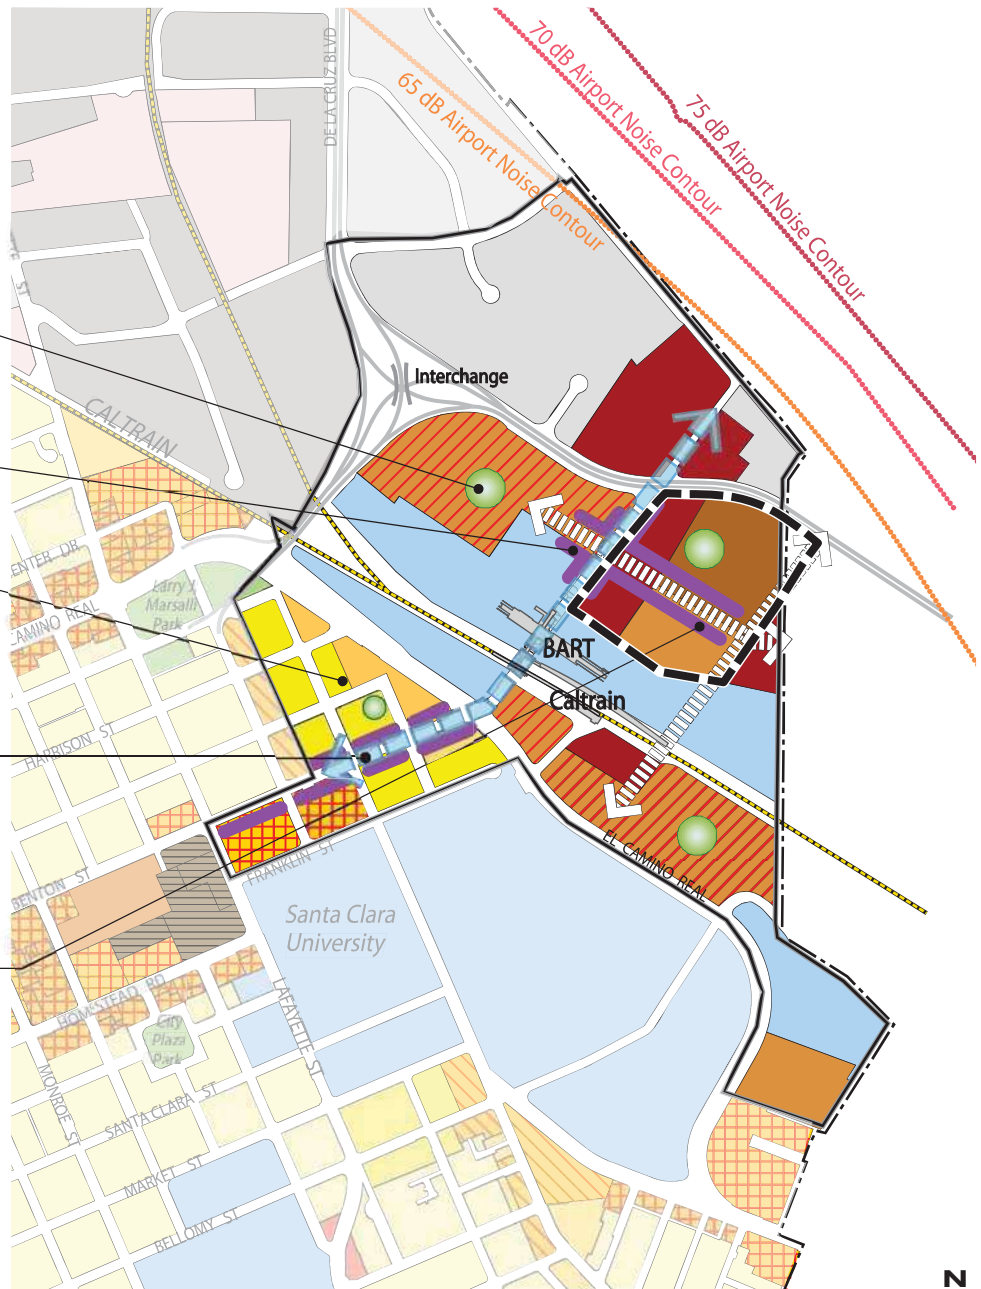 DE LA CRUZ BLVD
70 dB Airport Noise Contour
75 dB Airport Noise Contour
65 dB Airport Noise Contour
ST
Interchange
CALTRAIN
ENTER DR
CAMINO REAL
Larry J.
Marsalli
Park
BART
Caltrain
HARRISON ST
EL CAMINO REAL
FRANKLIN ST
BENTON ST
Santa Clara
University
HOMESTEAD RD
LAFAYETTE ST
City
Plaza
Park
MONROE ST
SANTA CLARA ST
MARKET ST
BELLOMY ST
N